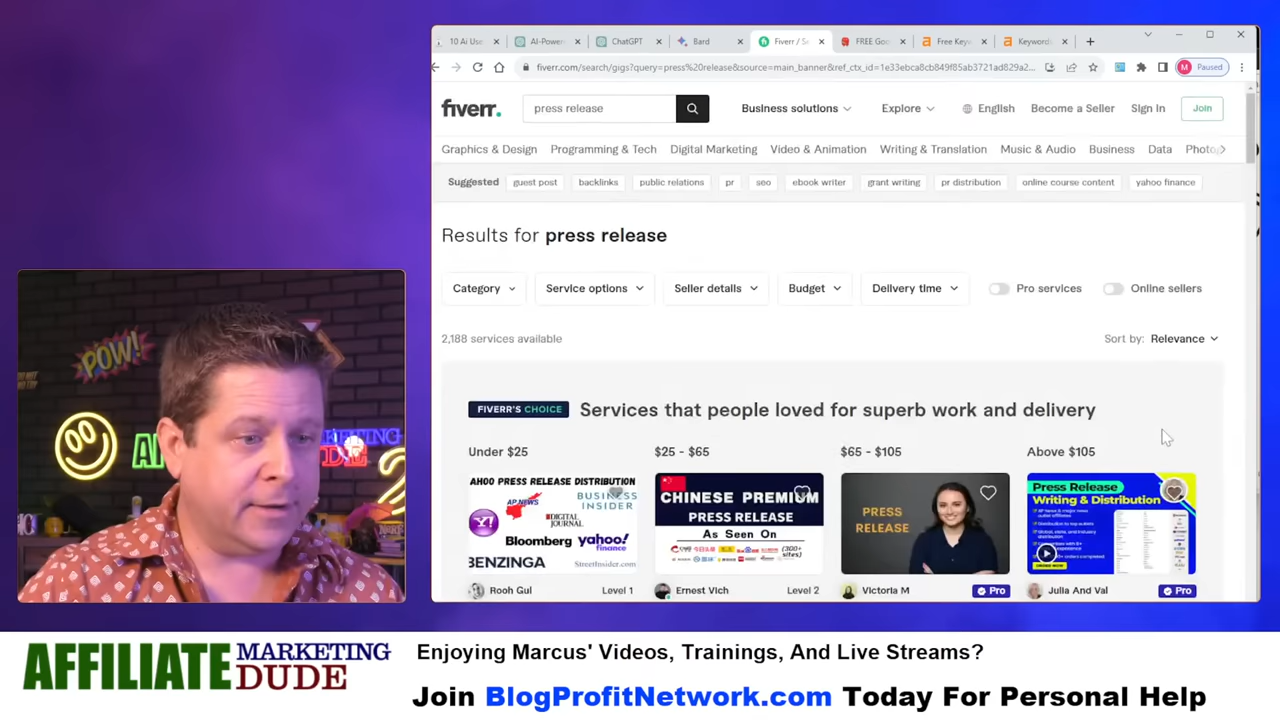 10 Ai Use
AI-Power
ChatGPT
Bard
Fiverr / Se
FREE Goo
Free Key
Keyword
fiverr.com/search/gigs?query=press%20release&source=main_banner&ref_ctx_id=1e33ebca8cb849f85ab3721ad829a2...
M Paused
fiverr.
press release
Business solutions
Explore
English
Become a Seller
Sign in
Join
Graphics & Design
Programming & Tech
Digital Marketing
Video & Animation
Writing & Translation
Music & Audio
Business
Data
Photog
Suggested
guest post
backlinks
public relations
pr
seo
ebook writer
grant writing
pr distribution
online course content
yahoo finance
Results for press release
Category
Service options
Seller details
Budget
Delivery time
Pro services
Online sellers
2,188 services available
Sort by: Relevance
FIVERR'S CHOICE
Services that people loved for superb work and delivery
Under $25
$25 - $65
$65 - $105
Above $105
AHOO PRESS RELEASE DISTRIBUTION
AP NEWS
BUSINESS
INSIDER
DIGITAL
JOURNAL
Bloomberg
yahoo!
finance
BENZINGA
StreetInsider.com
CHINESE PREMIUM
PRESS RELEASE
As Seen On
(300+
sites)
PRESS
RELEASE
Press Release
Writing & Distribution
Rooh Gul
Level 1
Ernest Vich
Level 2
Victoria M
Pro
Julia And Val
Pro
POW!
AFFILIATE
MARKETING
DUDE
Enjoying Marcus' Videos, Trainings, And Live Streams?
Join BlogProfitNetwork.com Today For Personal Help